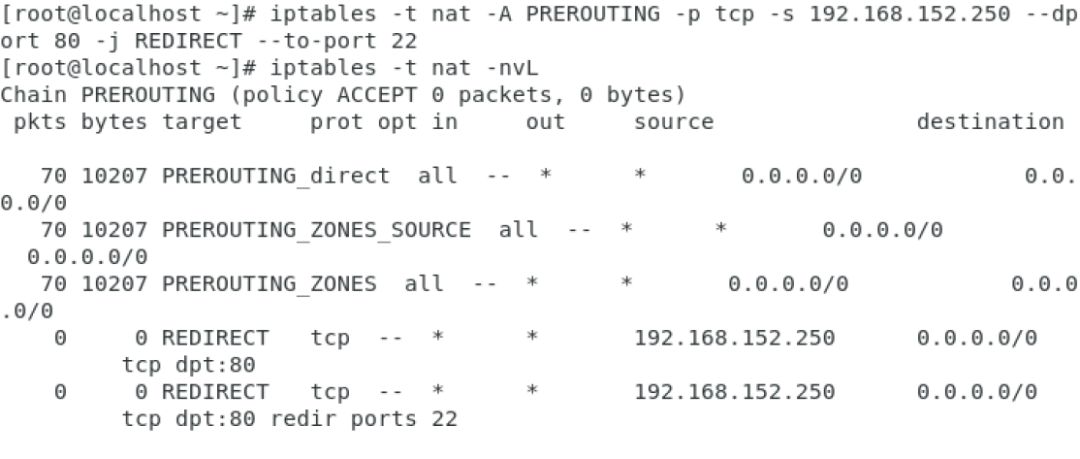 [root@localhost ~]# iptables -t nat -A PREROUTING -p tcp -s 192.168.152.250 --dp
ort 80 -j REDIRECT --to-port 22
[root@localhost ~]# iptables -t nat -nvL
Chain PREROUTING (policy ACCEPT 0 packets, 0 bytes)
 pkts bytes target     prot opt in     out     source               destination
   70 10207 PREROUTING_direct  all  --  *      *       0.0.0.0/0            0.0.
0.0/0
   70 10207 PREROUTING_ZONES_SOURCE  all  --  *      *       0.0.0.0/0
  0.0.0.0/0
   70 10207 PREROUTING_ZONES  all  --  *      *       0.0.0.0/0            0.0.0
.0/0
    0     0 REDIRECT   tcp  --  *      *       192.168.152.250      0.0.0.0/0
         tcp dpt:80
    0     0 REDIRECT   tcp  --  *      *       192.168.152.250      0.0.0.0/0
         tcp dpt:80 redir ports 22